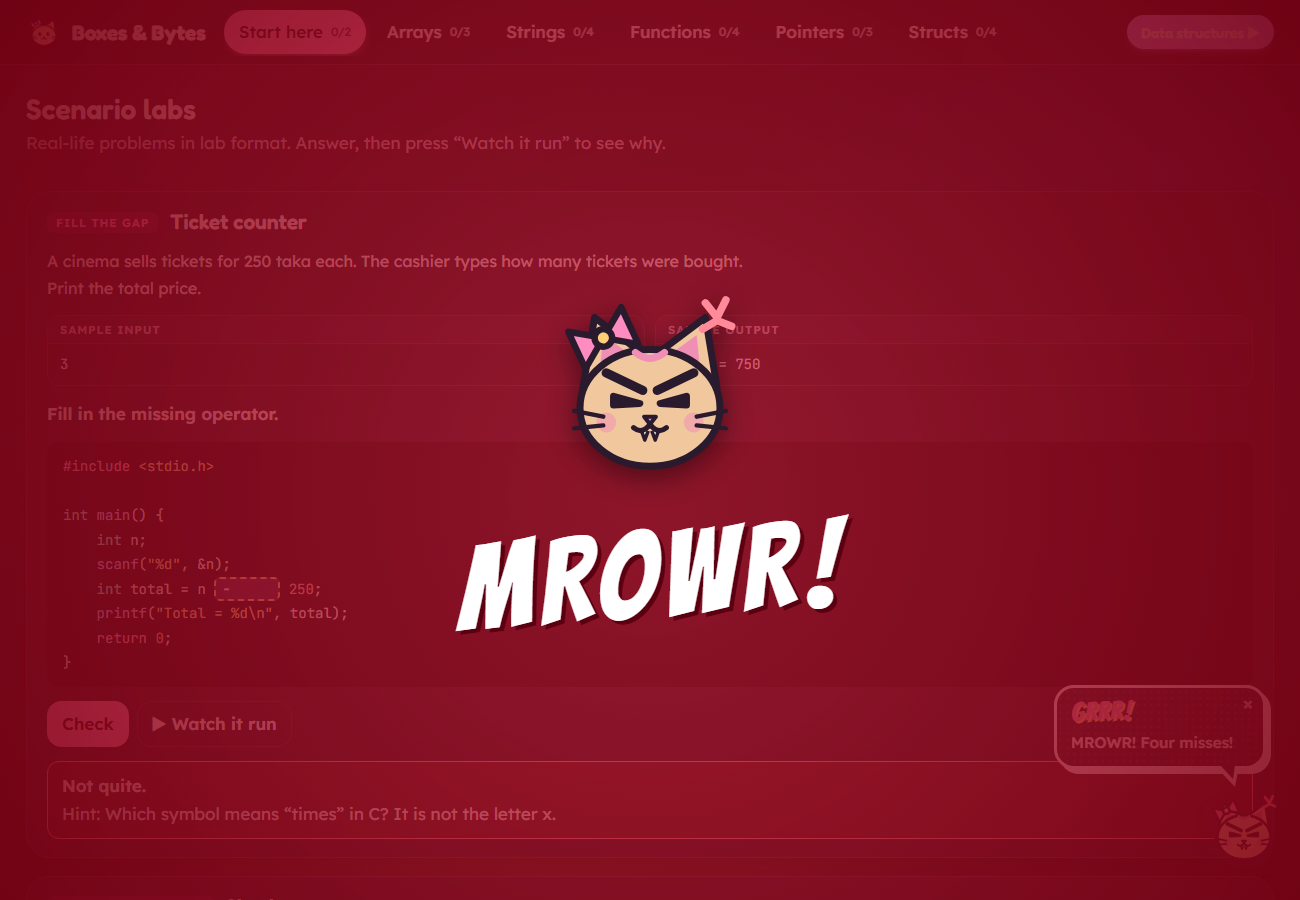 Boxes & Bytes Start here 0/2 Arrays 0/3 Strings 0/4 Functions 0/4 Pointers 0/3 Structs 0/4 Data structures ▶
Scenario labs
Real-life problems in lab format. Answer, then press “Watch it run” to see why.
FILL THE GAP Ticket counter
A cinema sells tickets for 250 taka each. The cashier types how many tickets were bought.
Print the total price.
SAMPLE INPUT
OUTPUT
3
= 750
Fill in the missing operator.
#include <stdio.h>
int main() {
int n;
scanf("%d", &n);
int total = n - 250;
printf("Total = %d\n", total);
return 0;
}
MROWR!
Check ▶ Watch it run
GRRR! ×
MROWR! Four misses!
Not quite.
Hint: Which symbol means “times” in C? It is not the letter x.